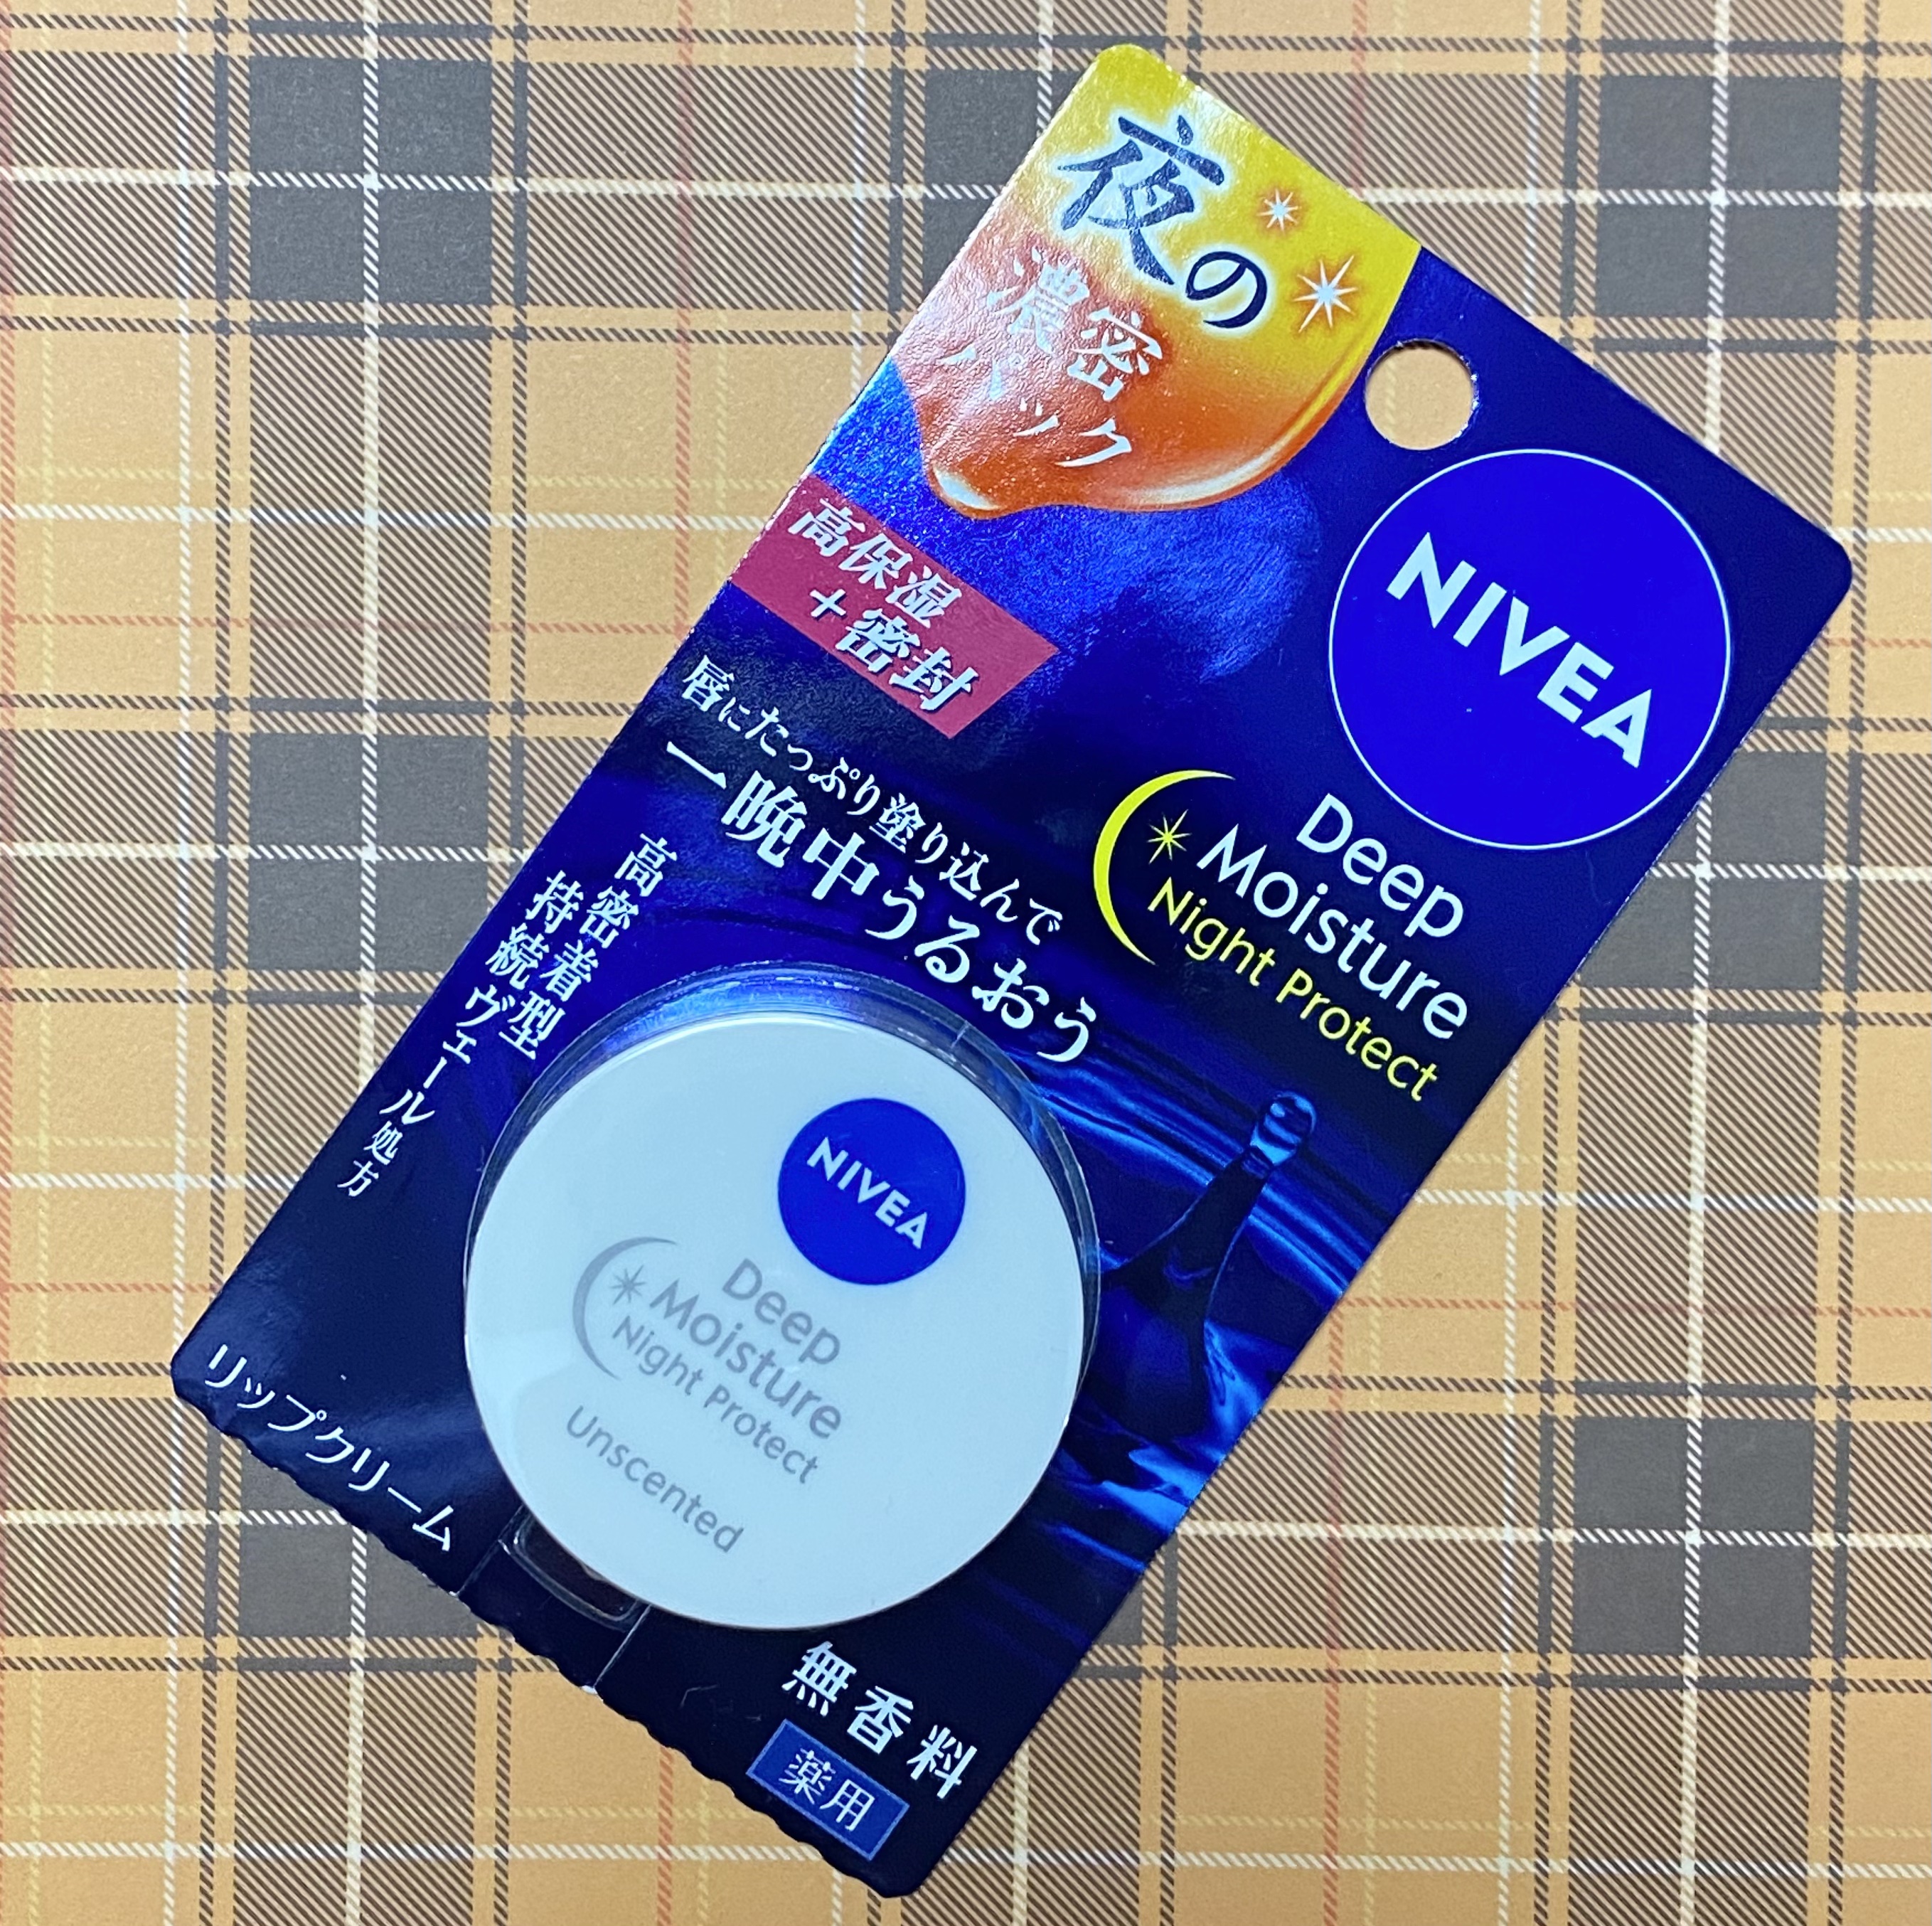 夜の
濃密
パック
NIVEA
高保湿
+密封
Deep
Moisture
Night Protect
唇にたっぷり塗り込んで
一晩中うるおう
高密着型
持続ヴェール処方
NIVEA
Deep
Moisture
Night Protect
Unscented
リップクリーム
無香料
薬用